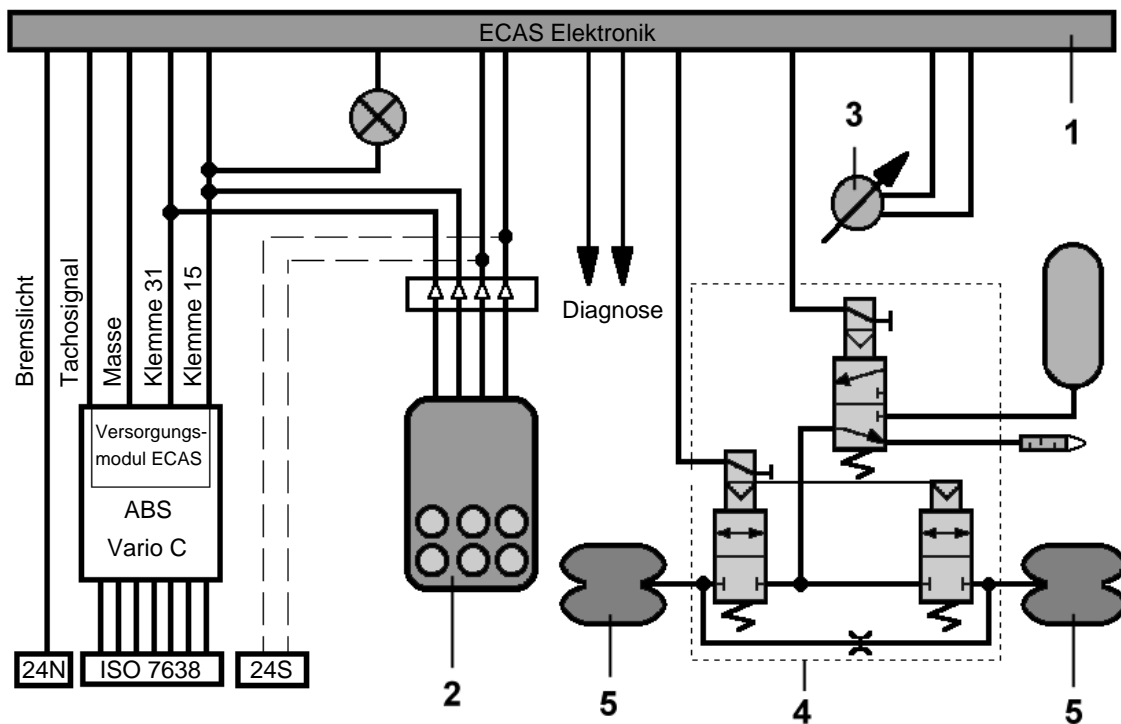 ECAS Elektronik
3
1
Bremslicht
Tachosignal
Masse
Klemme 31
Klemme 15
Diagnose
Versorgungs-
modul ECAS
ABS
Vario C
24N
ISO 7638
24S
2
5
4
5